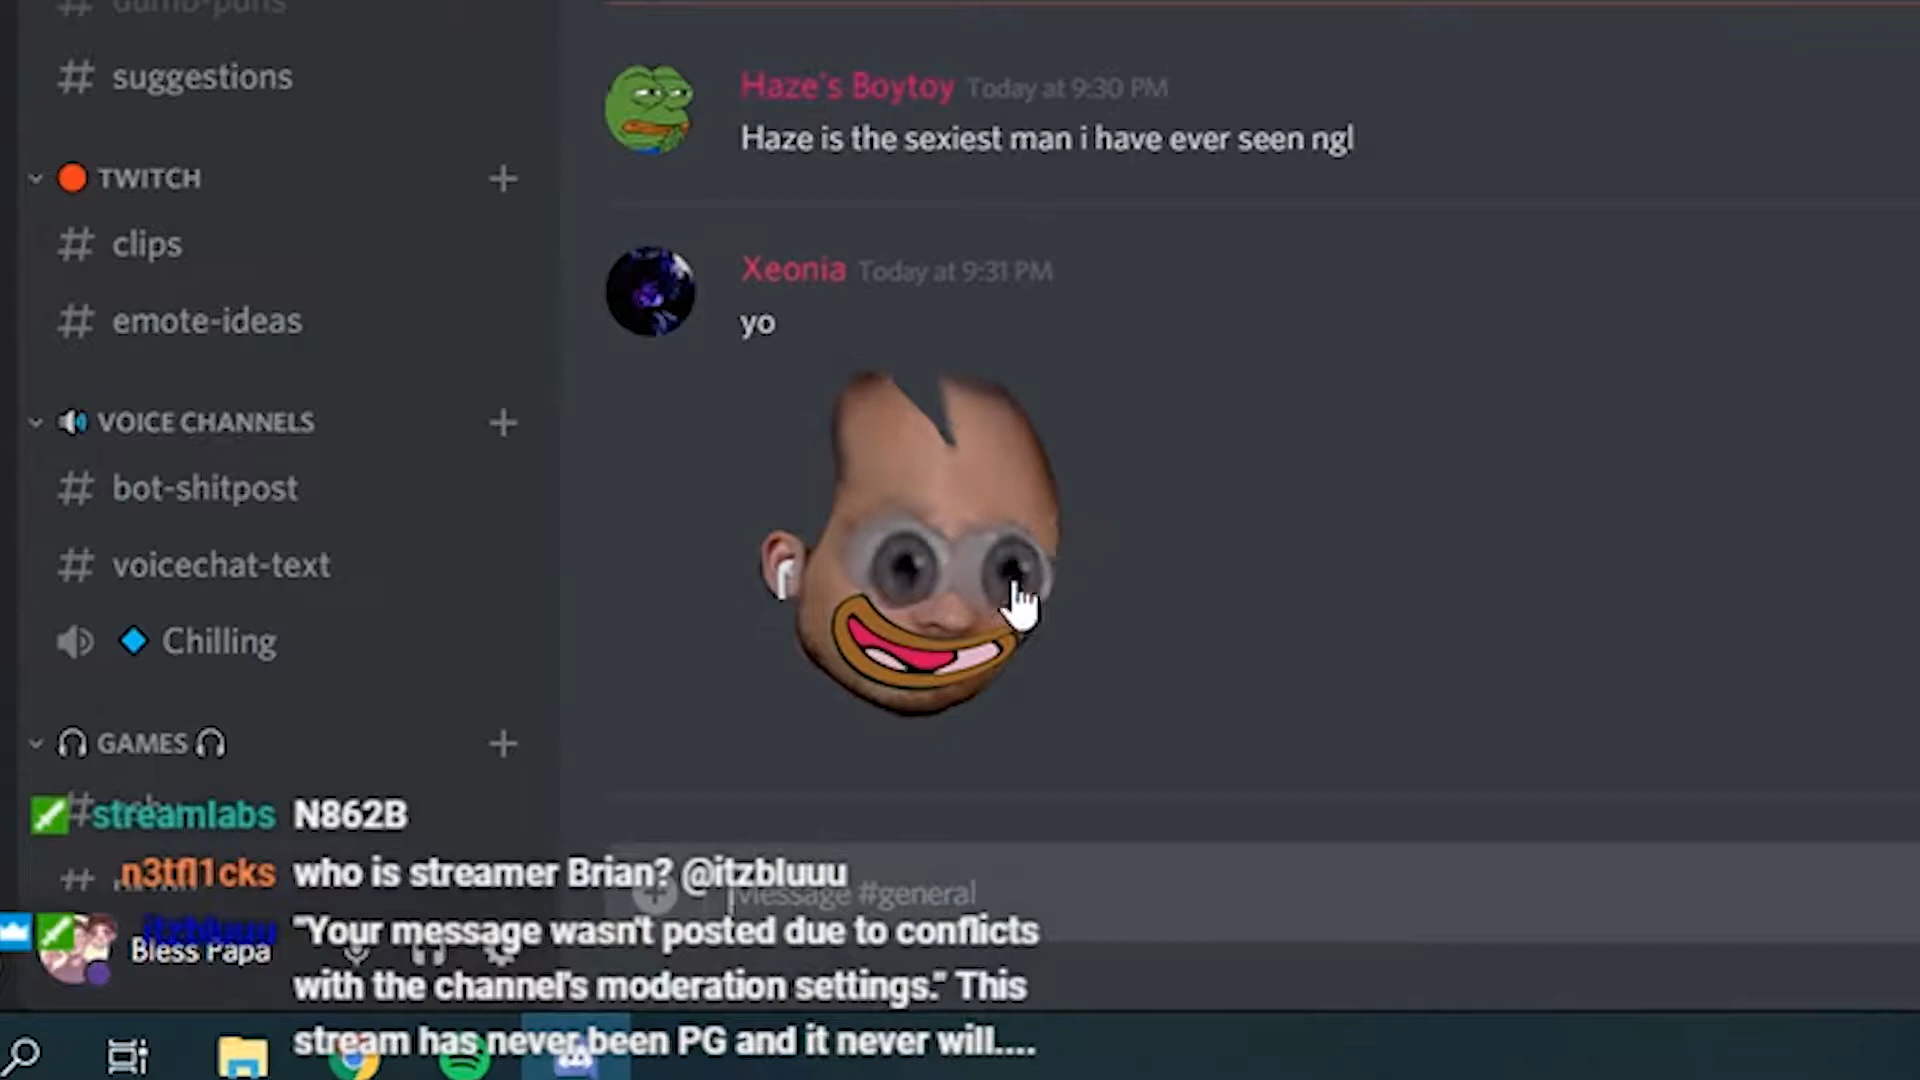 dumb-puns
suggestions
TWITCH
clips
emote-ideas
VOICE CHANNELS
bot-shitpost
voicechat-text
Chilling
GAMES
Haze's Boytoy Today at 9:30 PM
Haze is the sexiest man i have ever seen ngl
Xeonia Today at 9:31 PM
yo
Message #general
Bless Papa
streamlabs N862B
n3tfl1cks who is streamer Brian? @itzbluuu
itzbluuu "Your message wasn't posted due to conflicts
with the channel's moderation settings." This
stream has never been PG and it never will....